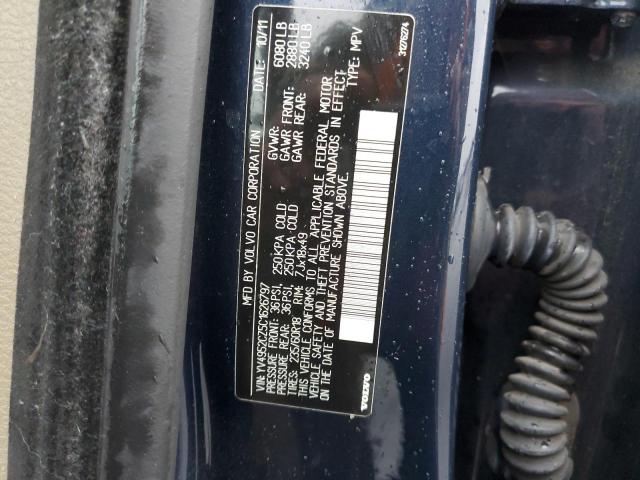 MFD BY VOLVO CAR CORPORATION DATE: 10/11
VIN: YV4952CZ5C1626797 GVWR: 6080 LB
PRESSURE FRONT: 36PSI, 250KPA COLD GAWR FRONT: 2880 LB
PRESSURE REAR: 36PSI, 250KPA COLD GAWR REAR: 3240 LB
TIRES: 235/60R18 RIM: 7Jx18x49
THIS VEHICLE CONFORMS TO ALL APPLICABLE FEDERAL MOTOR
VEHICLE SAFETY AND THEFT PREVENTION STANDARDS IN EFFECT
ON THE DATE OF MANUFACTURE SHOWN ABOVE. TYPE: MPV
VOLVO 31276274